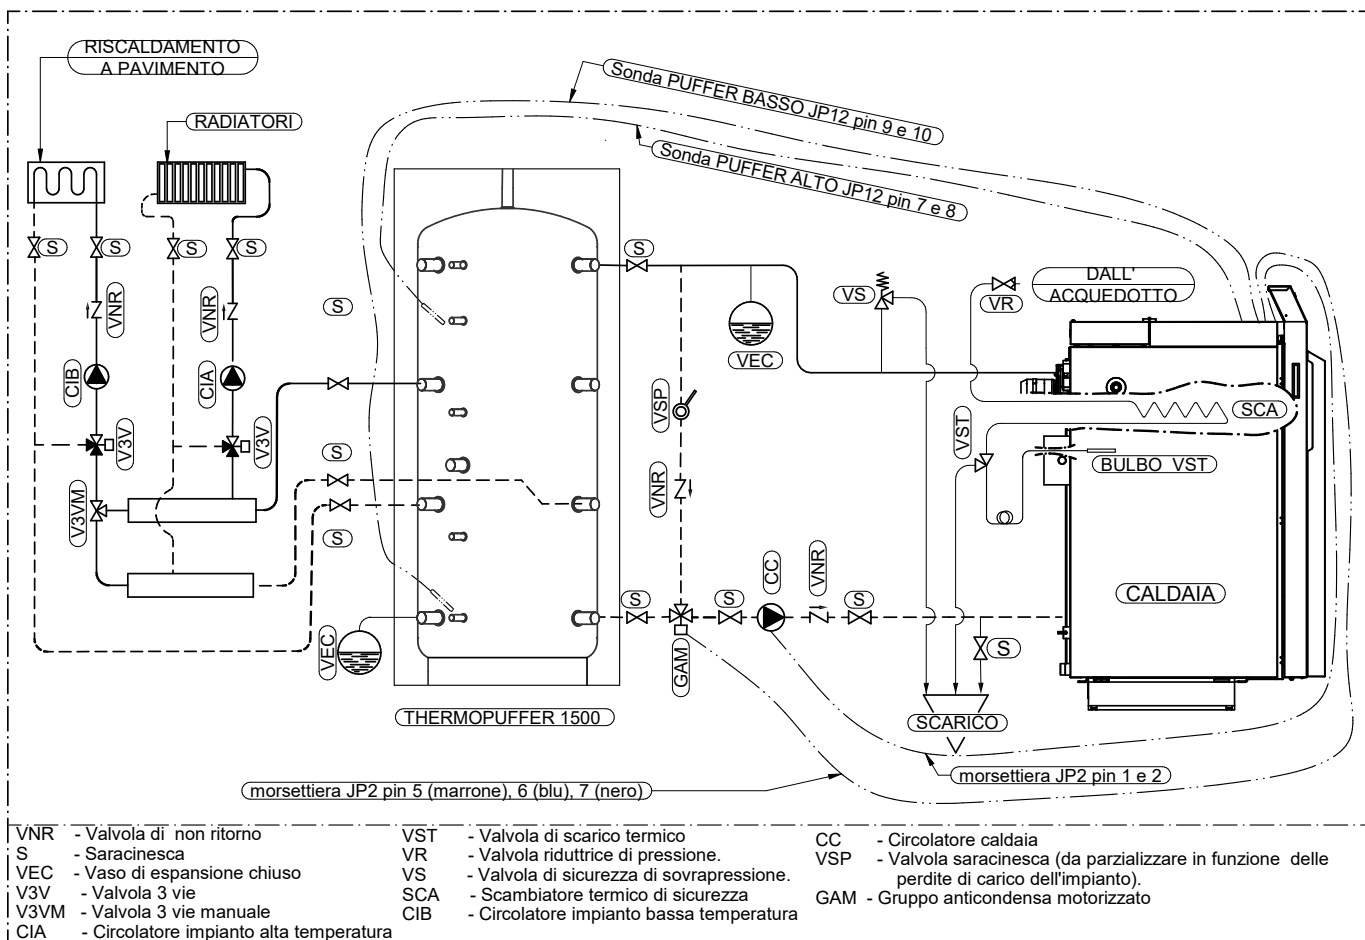 RISCALDAMENTO
A PAVIMENTO
RADIATORI
Sonda PUFFER BASSO JP12 pin 9 e 10
Sonda PUFFER ALTO JP12 pin 7 e 8
S
S
S
S
S
VNR
VNR
S
VS
VR
DALL'
ACQUEDOTTO
VEC
CIB
CIA
VSP
SCA
V3V
V3V
VST
S
BULBO VST
VNR
V3VM
S
CC
VNR
CALDAIA
S
S
S
VEC
GAM
S
THERMOPUFFER 1500
SCARICO
morsettiera JP2 pin 5 (marrone), 6 (blu), 7 (nero)
morsettiera JP2 pin 1 e 2
VNR - Valvola di non ritorno
S - Saracinesca
VEC - Vaso di espansione chiuso
V3V - Valvola 3 vie
V3VM - Valvola 3 vie manuale
CIA - Circolatore impianto alta temperatura
VST - Valvola di scarico termico
VR - Valvola riduttrice di pressione.
VS - Valvola di sicurezza di sovrapressione.
SCA - Scambiatore termico di sicurezza
CIB - Circolatore impianto bassa temperatura
CC - Circolatore caldaia
VSP - Valvola saracinesca (da parzializzare in funzione delle
perdite di carico dell'impianto).
GAM - Gruppo anticondensa motorizzato